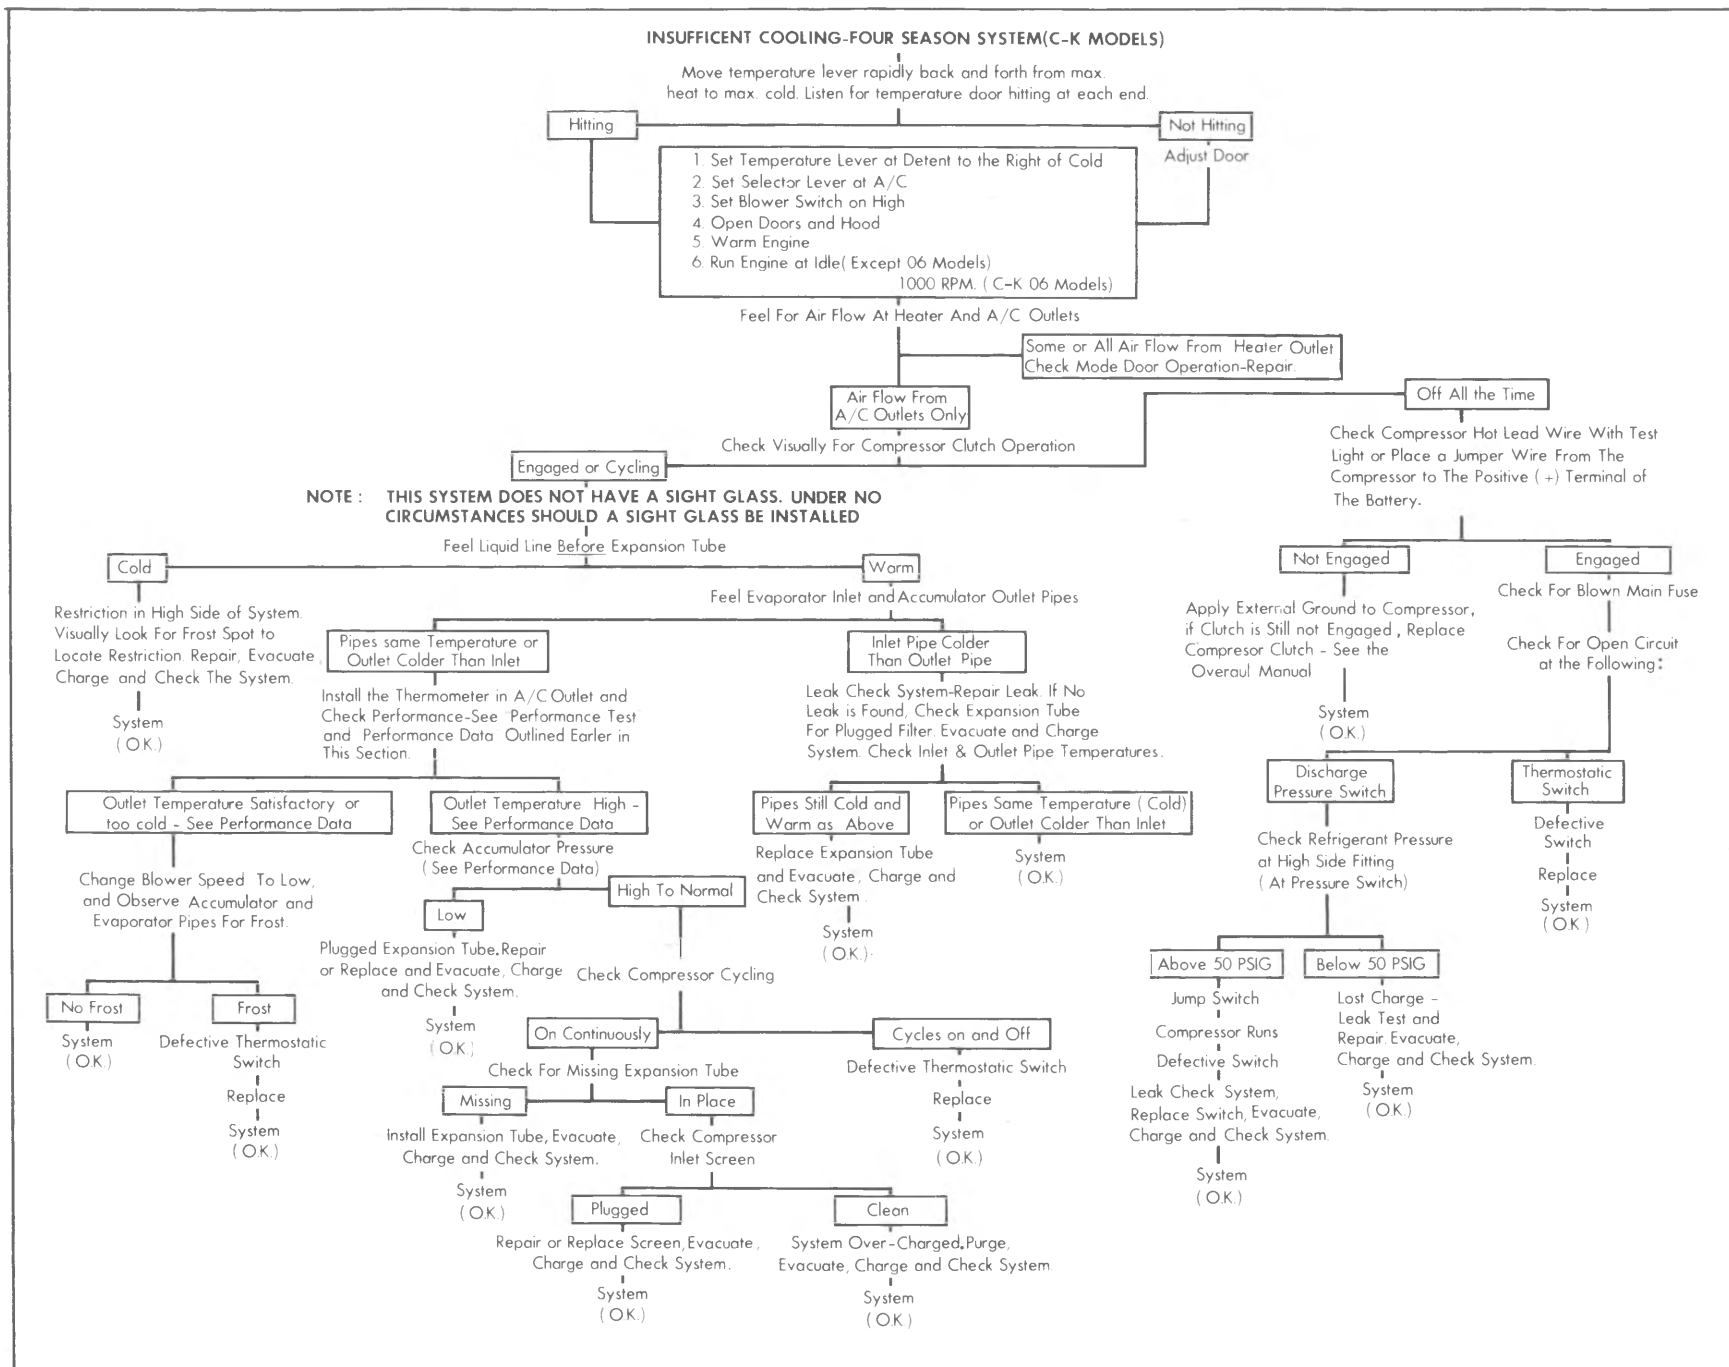 INSUFFICENT COOLING-FOUR SEASON SYSTEM(C-K MODELS)
Move temperature lever rapidly back and forth from max.
heat to max. cold. Listen for temperature door hitting at each end.
Hitting
Not Hitting
Adjust Door
1. Set Temperature Lever at Detent to the Right of Cold
2. Set Selector Lever at A/C
3. Set Blower Switch on High
4. Open Doors and Hood
5. Warm Engine
6. Run Engine at Idle( Except 06 Models)
1000 RPM. ( C-K 06 Models)
Feel For Air Flow At Heater And A/C Outlets
Some or All Air Flow From Heater Outlet
Check Mode Door Operation-Repair.
Air Flow From
A/C Outlets Only
Check Visually For Compressor Clutch Operation
Engaged or Cycling
Off All the Time
Check Compressor Hot Lead Wire With Test
Light or Place a Jumper Wire From The
Compressor to The Positive (+) Terminal of
The Battery.
NOTE : THIS SYSTEM DOES NOT HAVE A SIGHT GLASS. UNDER NO
CIRCUMSTANCES SHOULD A SIGHT GLASS BE INSTALLED
Feel Liquid Line Before Expansion Tube
Cold
Restriction in High Side of System.
Visually Look For Frost Spot to
Locate Restriction. Repair, Evacuate,
Charge and Check The System.
System
( O.K.)
Warm
Feel Evaporator Inlet and Accumulator Outlet Pipes
Pipes same Temperature or
Outlet Colder Than Inlet
Install the Thermometer in A/C Outlet and
Check Performance-See Performance Test
and Performance Data Outlined Earler in
This Section.
Inlet Pipe Colder
Than Outlet Pipe
Leak Check System-Repair Leak. If No
Leak is Found, Check Expansion Tube
For Plugged Filter. Evacuate and Charge
System. Check Inlet & Outlet Pipe Temperatures.
Outlet Temperature Satisfactory or
too cold - See Performance Data
Change Blower Speed To Low,
and Observe Accumulator and
Evaporator Pipes For Frost.
No Frost
System
( O.K.)
Frost
Defective Thermostatic
Switch
Replace
System
( O.K.)
Outlet Temperature High -
See Performance Data
Check Accumulator Pressure
( See Performance Data)
Low
Plugged Expansion Tube.Repair
or Replace and Evacuate, Charge
and Check System.
System
( O.K.)
High To Normal
Check Compressor Cycling
On Continuously
Check For Missing Expansion Tube
Missing
Install Expansion Tube, Evacuate,
Charge and Check System.
System
( O.K.)
In Place
Check Compressor
Inlet Screen
Plugged
Repair or Replace Screen, Evacuate,
Charge and Check System.
System
( O.K.)
Clean
System Over-Charged.Purge,
Evacuate, Charge and Check System.
System
( O.K.)
Cycles on and Off
Defective Thermostatic Switch
Replace
System
( O.K.)
Pipes Still Cold and
Warm as Above
Replace Expansion Tube
and Evacuate, Charge and
Check System .
System
( O.K.)
Pipes Same Temperature ( Cold)
or Outlet Colder Than Inlet
System
( O.K.)
Not Engaged
Apply External Ground to Compressor,
if Clutch is Still not Engaged , Replace
Compresor Clutch - See the
Overaul Manual
System
( O.K.)
Engaged
Check For Blown Main Fuse
Check For Open Circuit
at the Following:
Discharge
Pressure Switch
Check Refrigerant Pressure
at High Side Fitting
( At Pressure Switch)
Above 50 PSIG
Jump Switch
Compressor Runs
Defective Switch
Leak Check System,
Replace Switch, Evacuate,
Charge and Check System.
System
( O.K.)
Below 50 PSIG
Lost Charge -
Leak Test and
Repair. Evacuate,
Charge and Check System.
System
( O.K.)
Thermostatic
Switch
Defective
Switch
Replace
System
( O.K.)